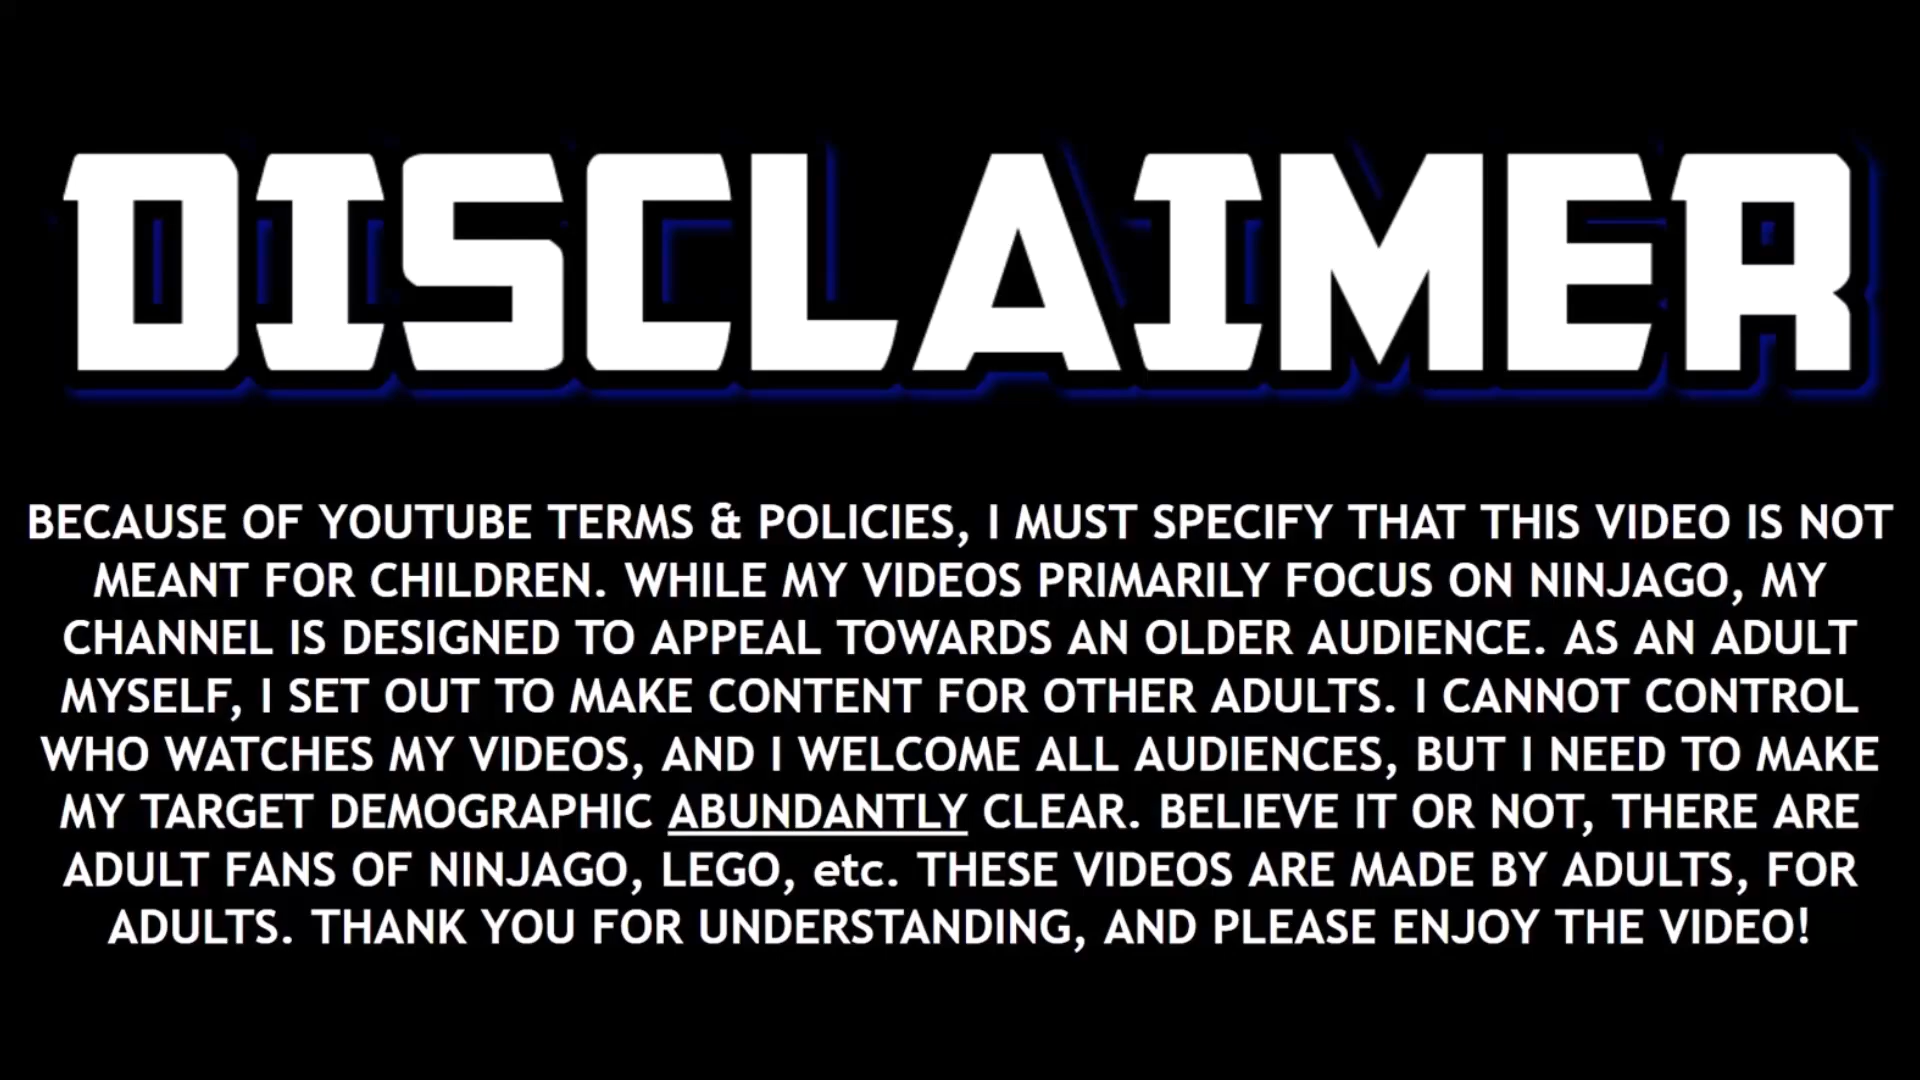 DISCLAIMER
BECAUSE OF YOUTUBE TERMS & POLICIES, I MUST SPECIFY THAT THIS VIDEO IS NOT
MEANT FOR CHILDREN. WHILE MY VIDEOS PRIMARILY FOCUS ON NINJAGO, MY
CHANNEL IS DESIGNED TO APPEAL TOWARDS AN OLDER AUDIENCE. AS AN ADULT
MYSELF, I SET OUT TO MAKE CONTENT FOR OTHER ADULTS. I CANNOT CONTROL
WHO WATCHES MY VIDEOS, AND I WELCOME ALL AUDIENCES, BUT I NEED TO MAKE
MY TARGET DEMOGRAPHIC ABUNDANTLY CLEAR. BELIEVE IT OR NOT, THERE ARE
ADULT FANS OF NINJAGO, LEGO, etc. THESE VIDEOS ARE MADE BY ADULTS, FOR
ADULTS. THANK YOU FOR UNDERSTANDING, AND PLEASE ENJOY THE VIDEO!